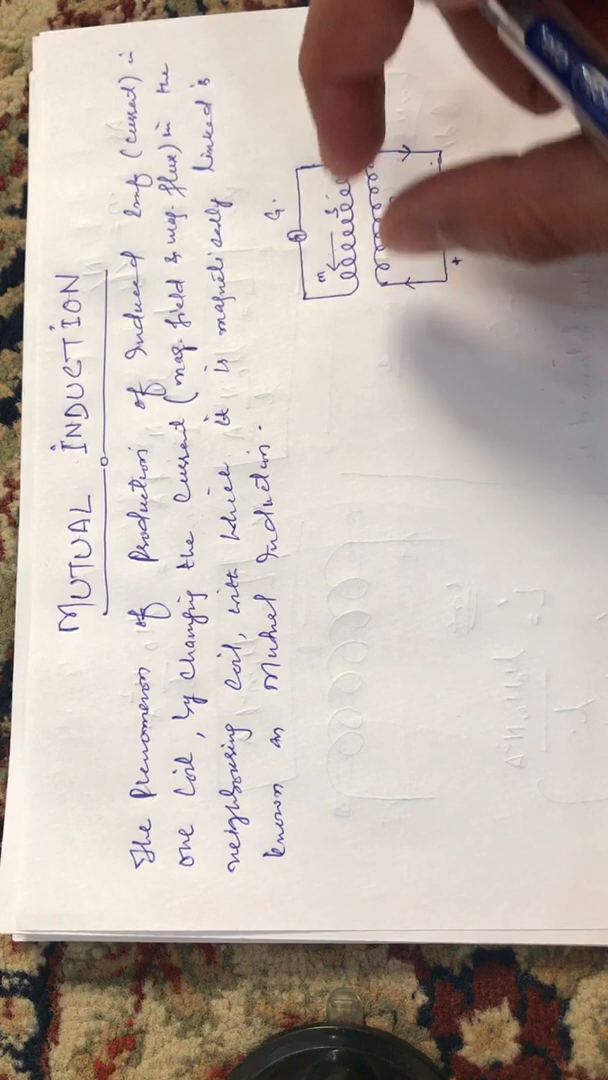 MUTUAL INDUCTION
The Phenomenon of Production of Induced emf (current) in
one Coil, by changing the current (mag. field & mag. flux) in the
neighbouring coil, with which it is magnetically linked is
known as Mutual Induction.
G.
n S
+